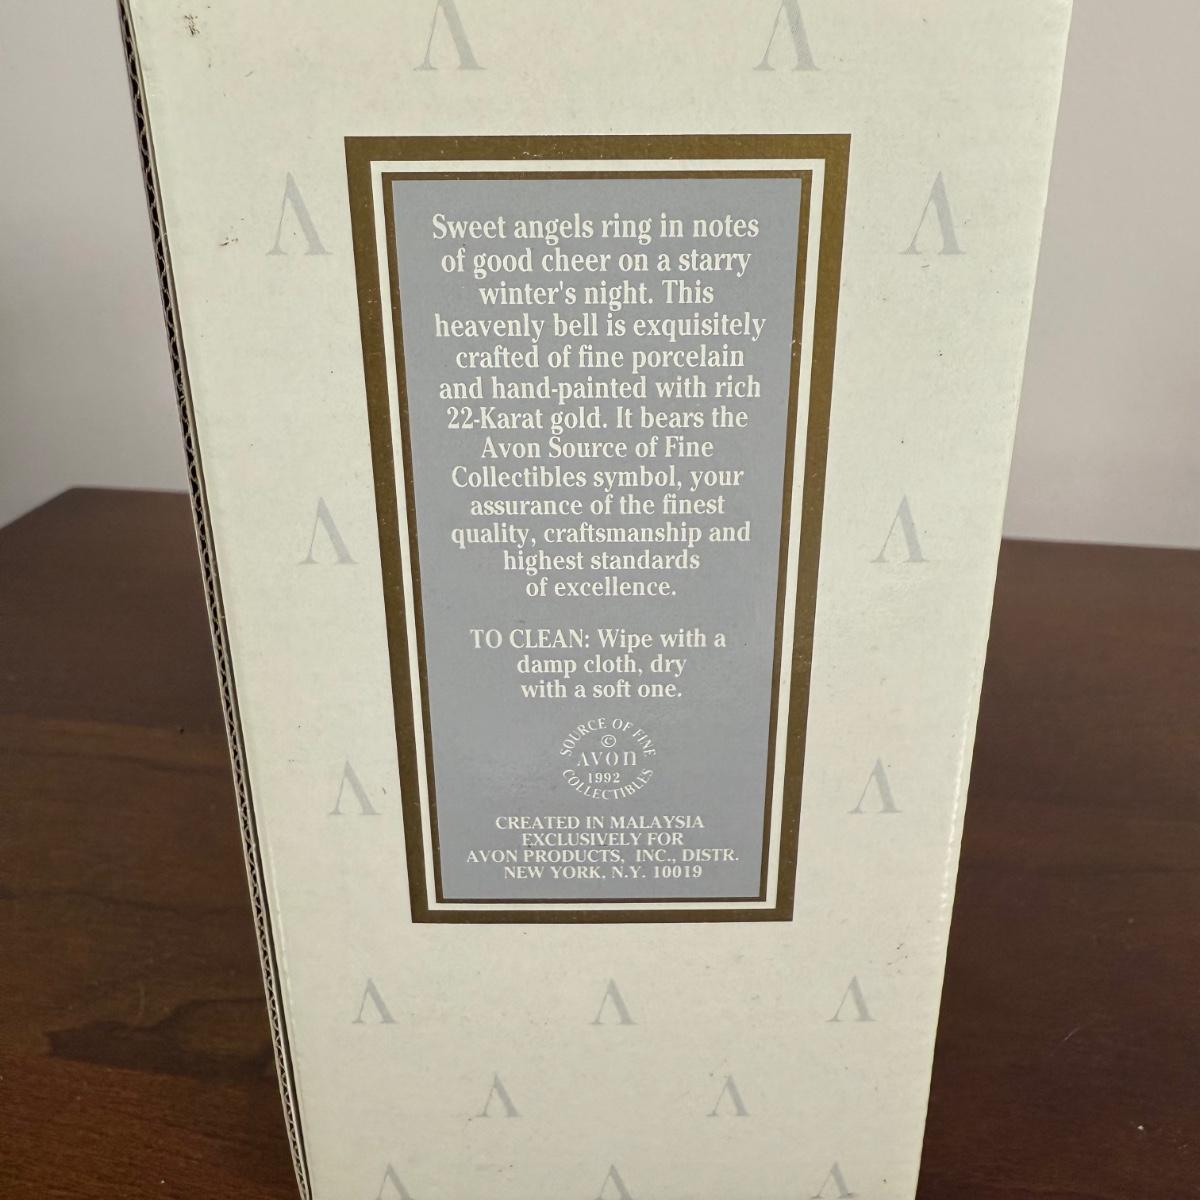 Sweet angels ring in notes
of good cheer on a starry
winter's night. This
heavenly bell is exquisitely
crafted of fine porcelain
and hand-painted with rich
22-Karat gold. It bears the
Avon Source of Fine
Collectibles symbol, your
assurance of the finest
quality, craftsmanship and
highest standards
of excellence.
TO CLEAN: Wipe with a
damp cloth, dry
with a soft one.
SOURCE OF FINE
©
AVON
1992
COLLECTIBLES
CREATED IN MALAYSIA
EXCLUSIVELY FOR
AVON PRODUCTS, INC., DISTR.
NEW YORK, N.Y. 10019